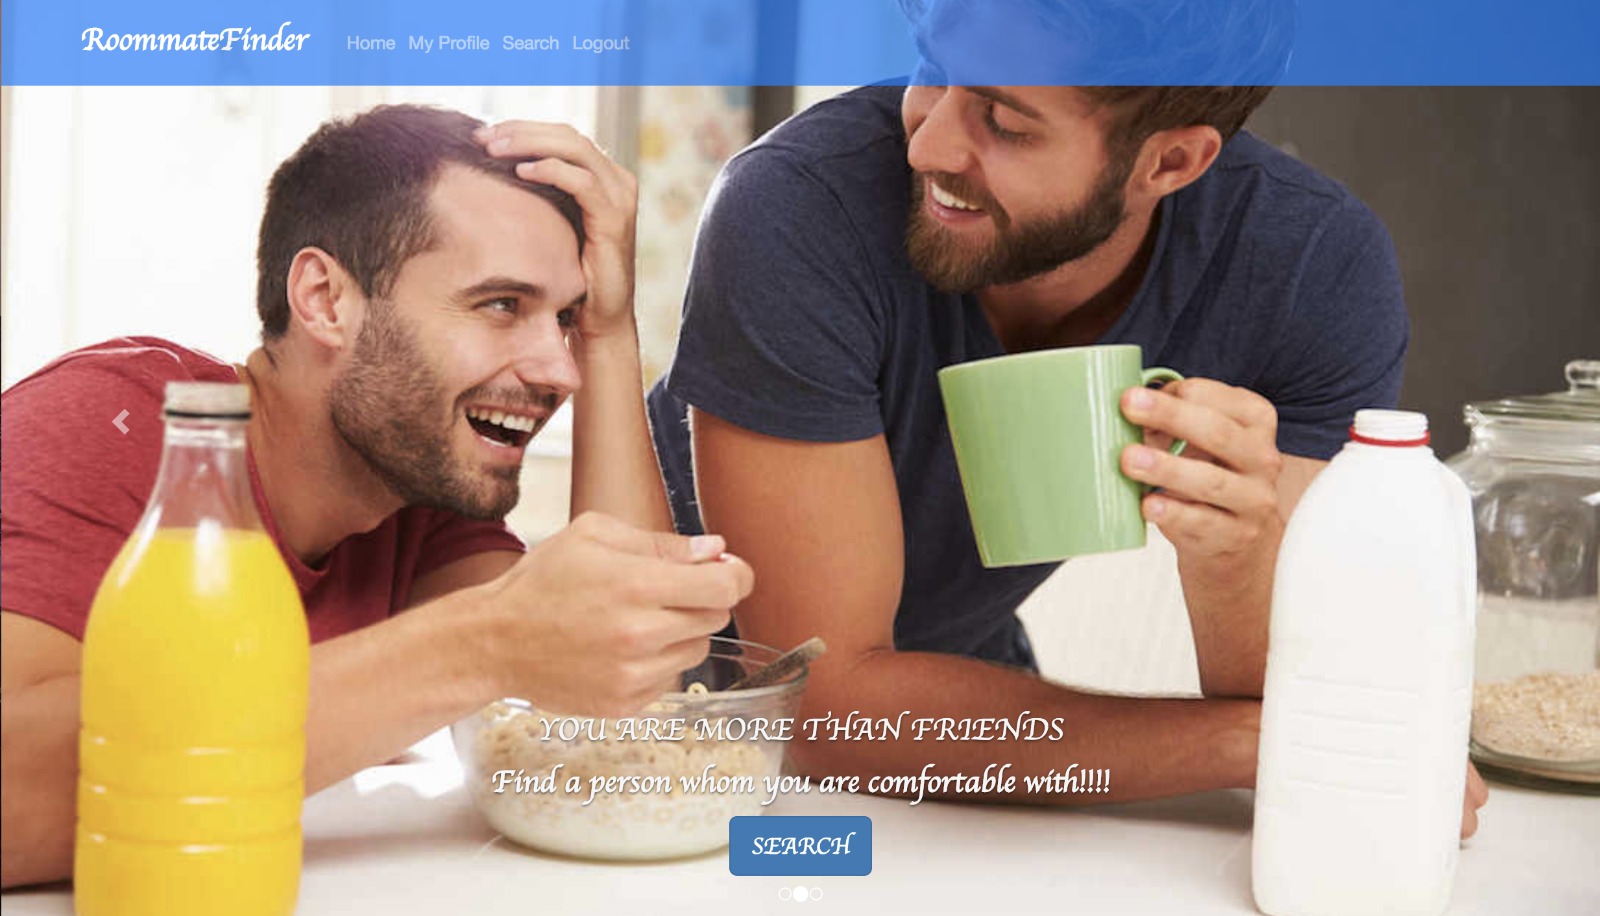 RoommateFinder Home My Profile Search Logout
YOU ARE MORE THAN FRIENDS
Find a person whom you are comfortable with!!!!
SEARCH